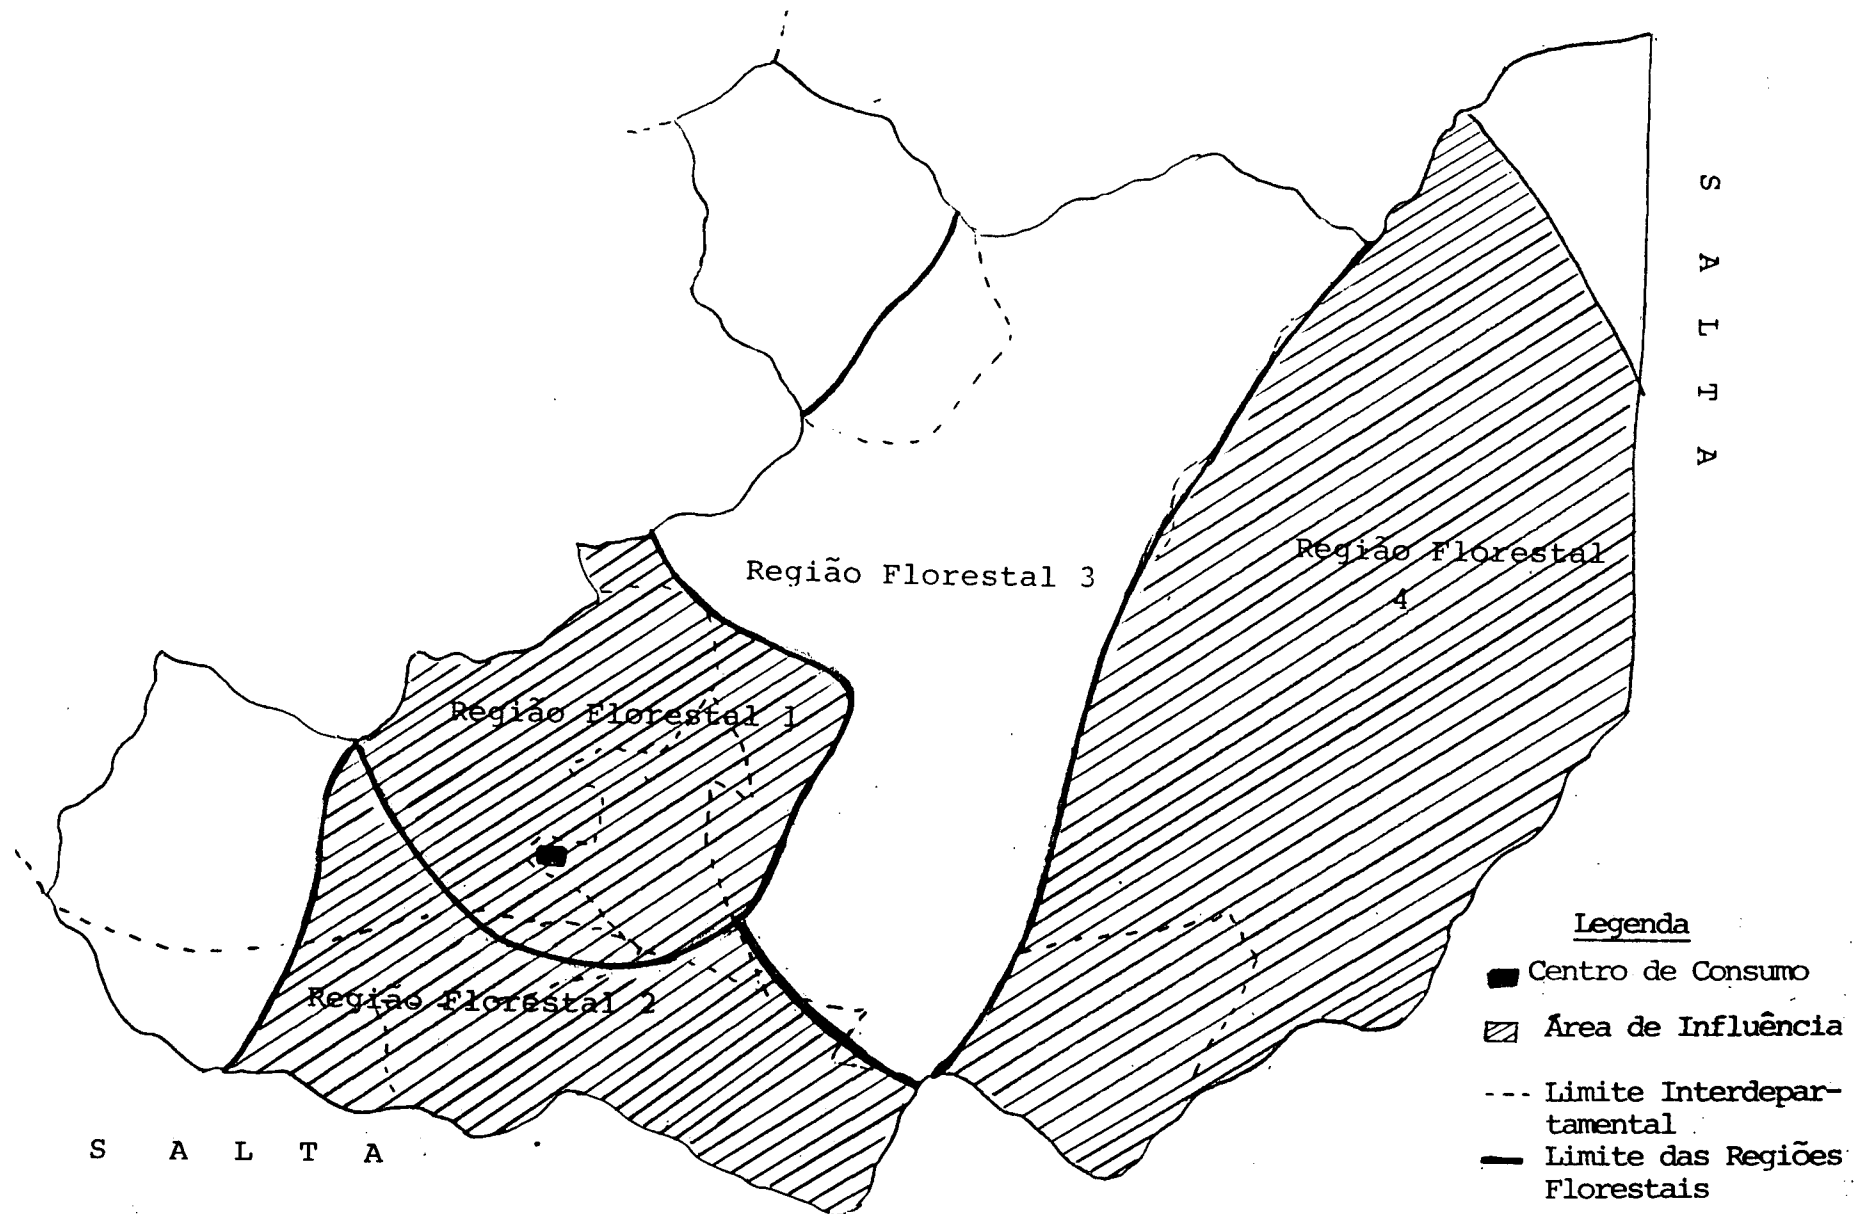 S A L T A
Região Florestal 3
Região Florestal
4
Região Florestal 1
Região Florestal 2
S A L T A
Legenda
Centro de Consumo
Área de Influência
Limite Interdepar-
tamental
Limite das Regiões
Florestais